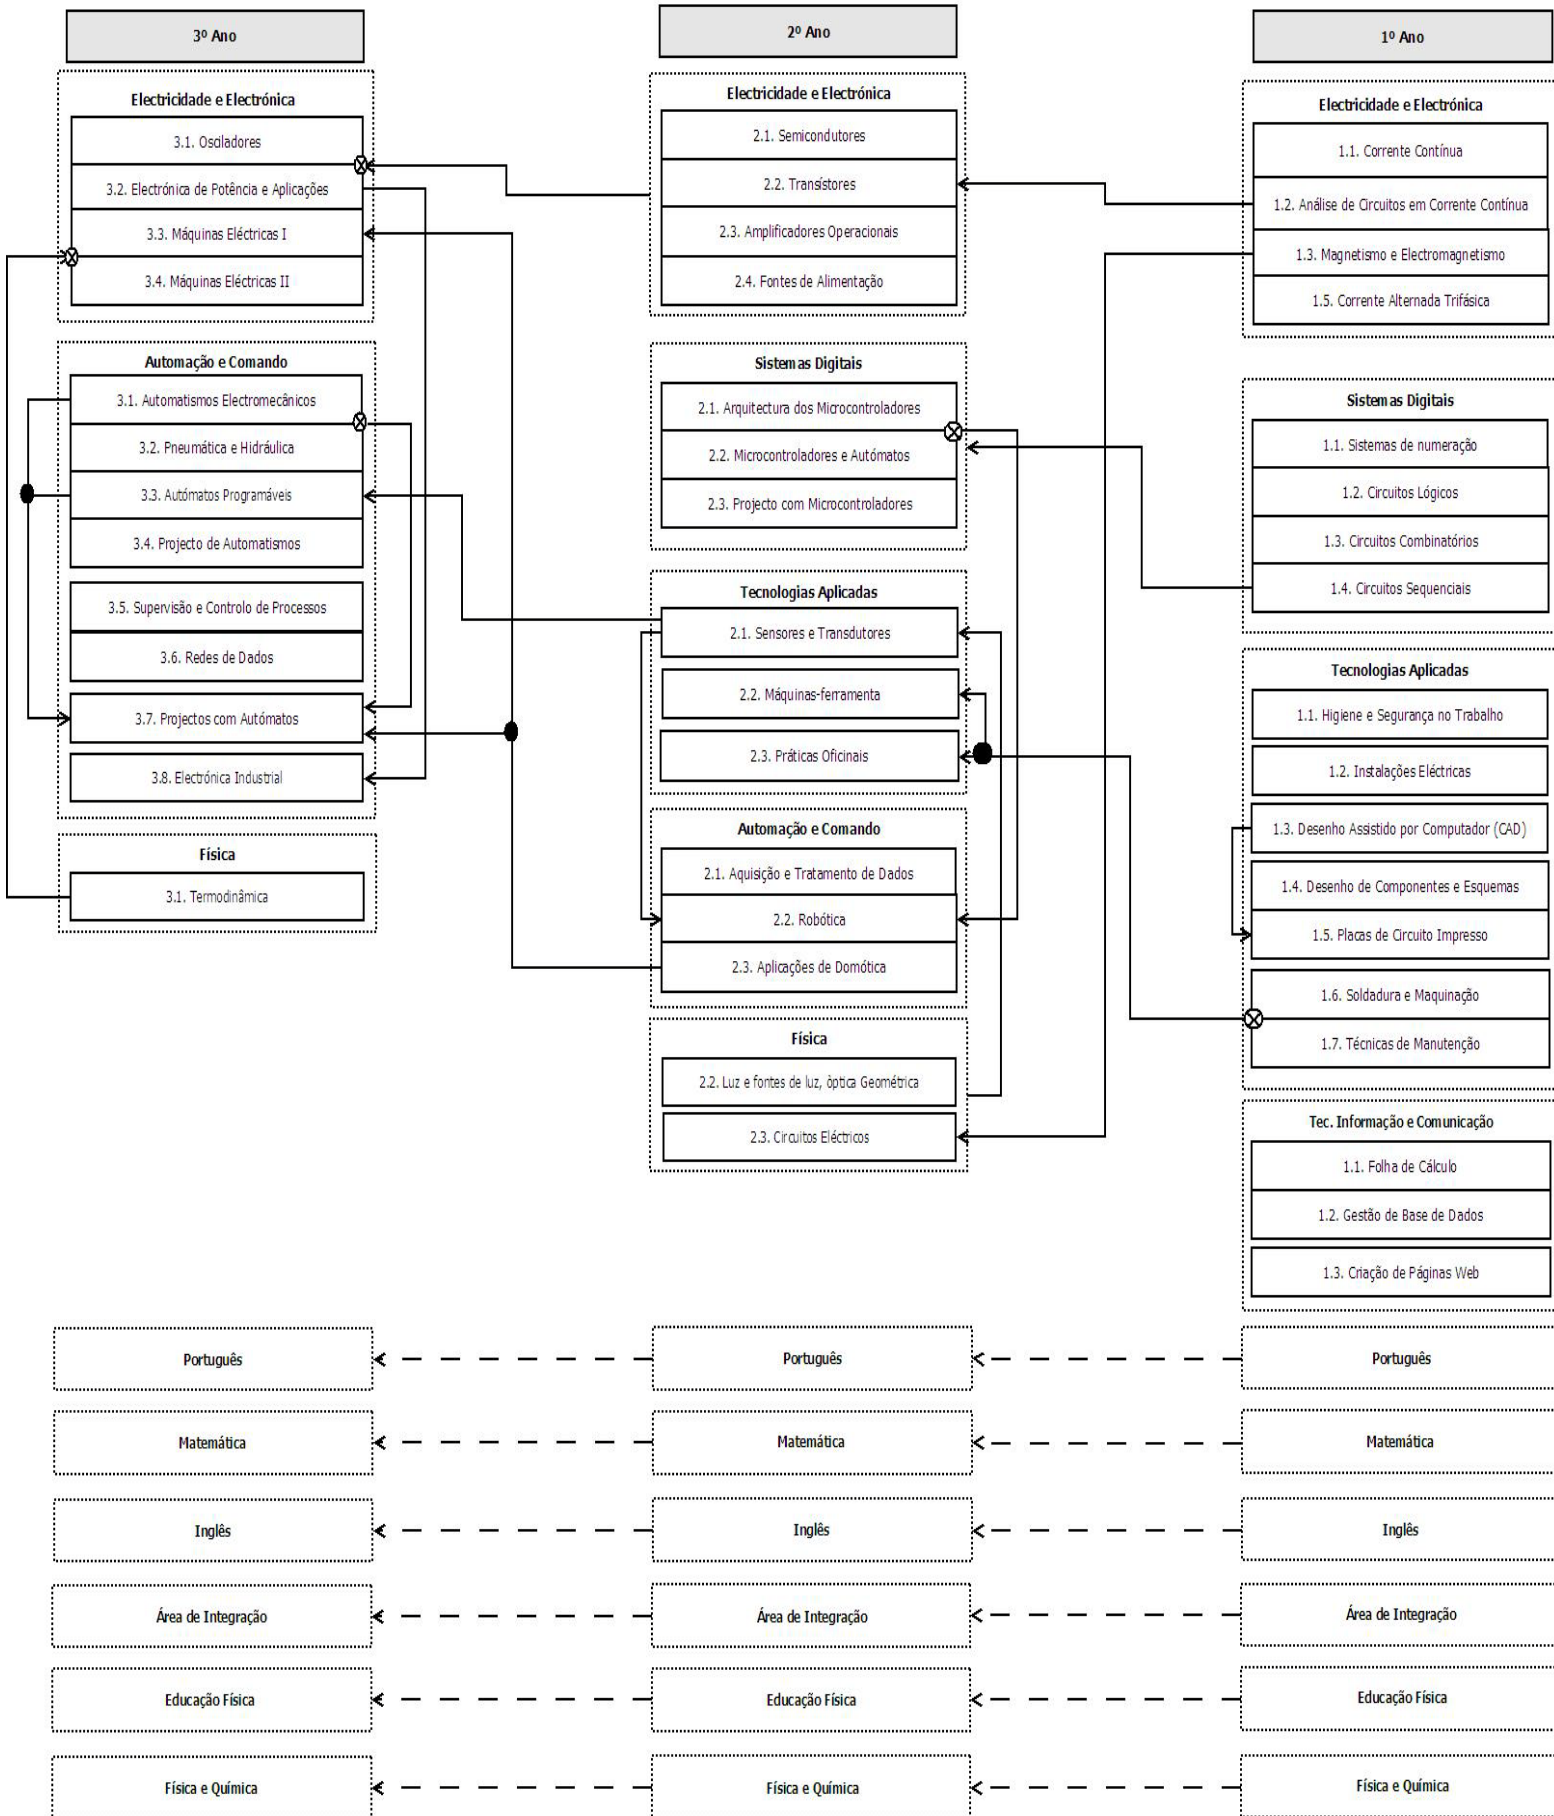 3º Ano
Electricidade e Electrónica
3.1. Osciladores
3.2. Electrónica de Potência e Aplicações
3.3. Máquinas Eléctricas I
3.4. Máquinas Eléctricas II
Automação e Comando
3.1. Automatismos Electromecânicos
3.2. Pneumática e Hidráulica
3.3. Autómatos Programáveis
3.4. Projecto de Automatismos
3.5. Supervisão e Controlo de Processos
3.6. Redes de Dados
3.7. Projectos com Autómatos
3.8. Electrónica Industrial
Física
3.1. Termodinâmica
2º Ano
Electricidade e Electrónica
2.1. Semicondutores
2.2. Transístores
2.3. Amplificadores Operacionais
2.4. Fontes de Alimentação
Sistemas Digitais
2.1. Arquitectura dos Microcontroladores
2.2. Microcontroladores e Autómatos
2.3. Projecto com Microcontroladores
Tecnologias Aplicadas
2.1. Sensores e Transdutores
2.2. Máquinas-ferramenta
2.3. Práticas Oficinais
Automação e Comando
2.1. Aquisição e Tratamento de Dados
2.2. Robótica
2.3. Aplicações de Domótica
Física
2.2. Luz e fontes de luz, òptica Geométrica
2.3. Circuitos Eléctricos
1º Ano
Electricidade e Electrónica
1.1. Corrente Contínua
1.2. Análise de Circuitos em Corrente Contínua
1.3. Magnetismo e Electromagnetismo
1.5. Corrente Alternada Trifásica
Sistemas Digitais
1.1. Sistemas de numeração
1.2. Circuitos Lógicos
1.3. Circuitos Combinatórios
1.4. Circuitos Sequenciais
Tecnologias Aplicadas
1.1. Higiene e Segurança no Trabalho
1.2. Instalações Eléctricas
1.3. Desenho Assistido por Computador (CAD)
1.4. Desenho de Componentes e Esquemas
1.5. Placas de Circuito Impresso
1.6. Soldadura e Maquinação
1.7. Técnicas de Manutenção
Tec. Informação e Comunicação
1.1. Folha de Cálculo
1.2. Gestão de Base de Dados
1.3. Criação de Páginas Web
Português
Português
Português
Matemática
Matemática
Matemática
Inglês
Inglês
Inglês
Área de Integração
Área de Integração
Área de Integração
Educação Física
Educação Física
Educação Física
Física e Química
Física e Química
Física e Química